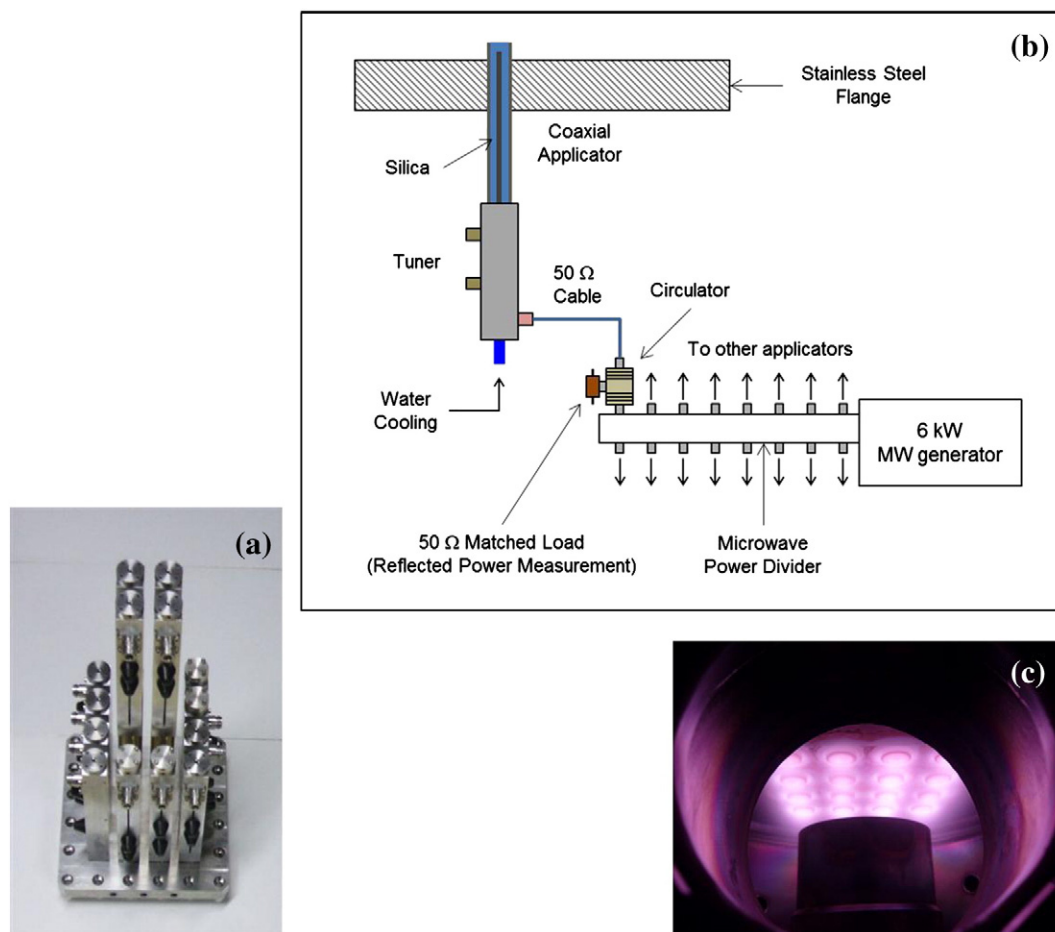 (b)
Stainless Steel
Flange
Coaxial
Applicator
Silica
Tuner
50 Ω
Cable
Circulator
To other applicators
Water
Cooling
6 kW
MW generator
50 Ω Matched Load
(Reflected Power Measurement)
Microwave
Power Divider
(a)
(c)